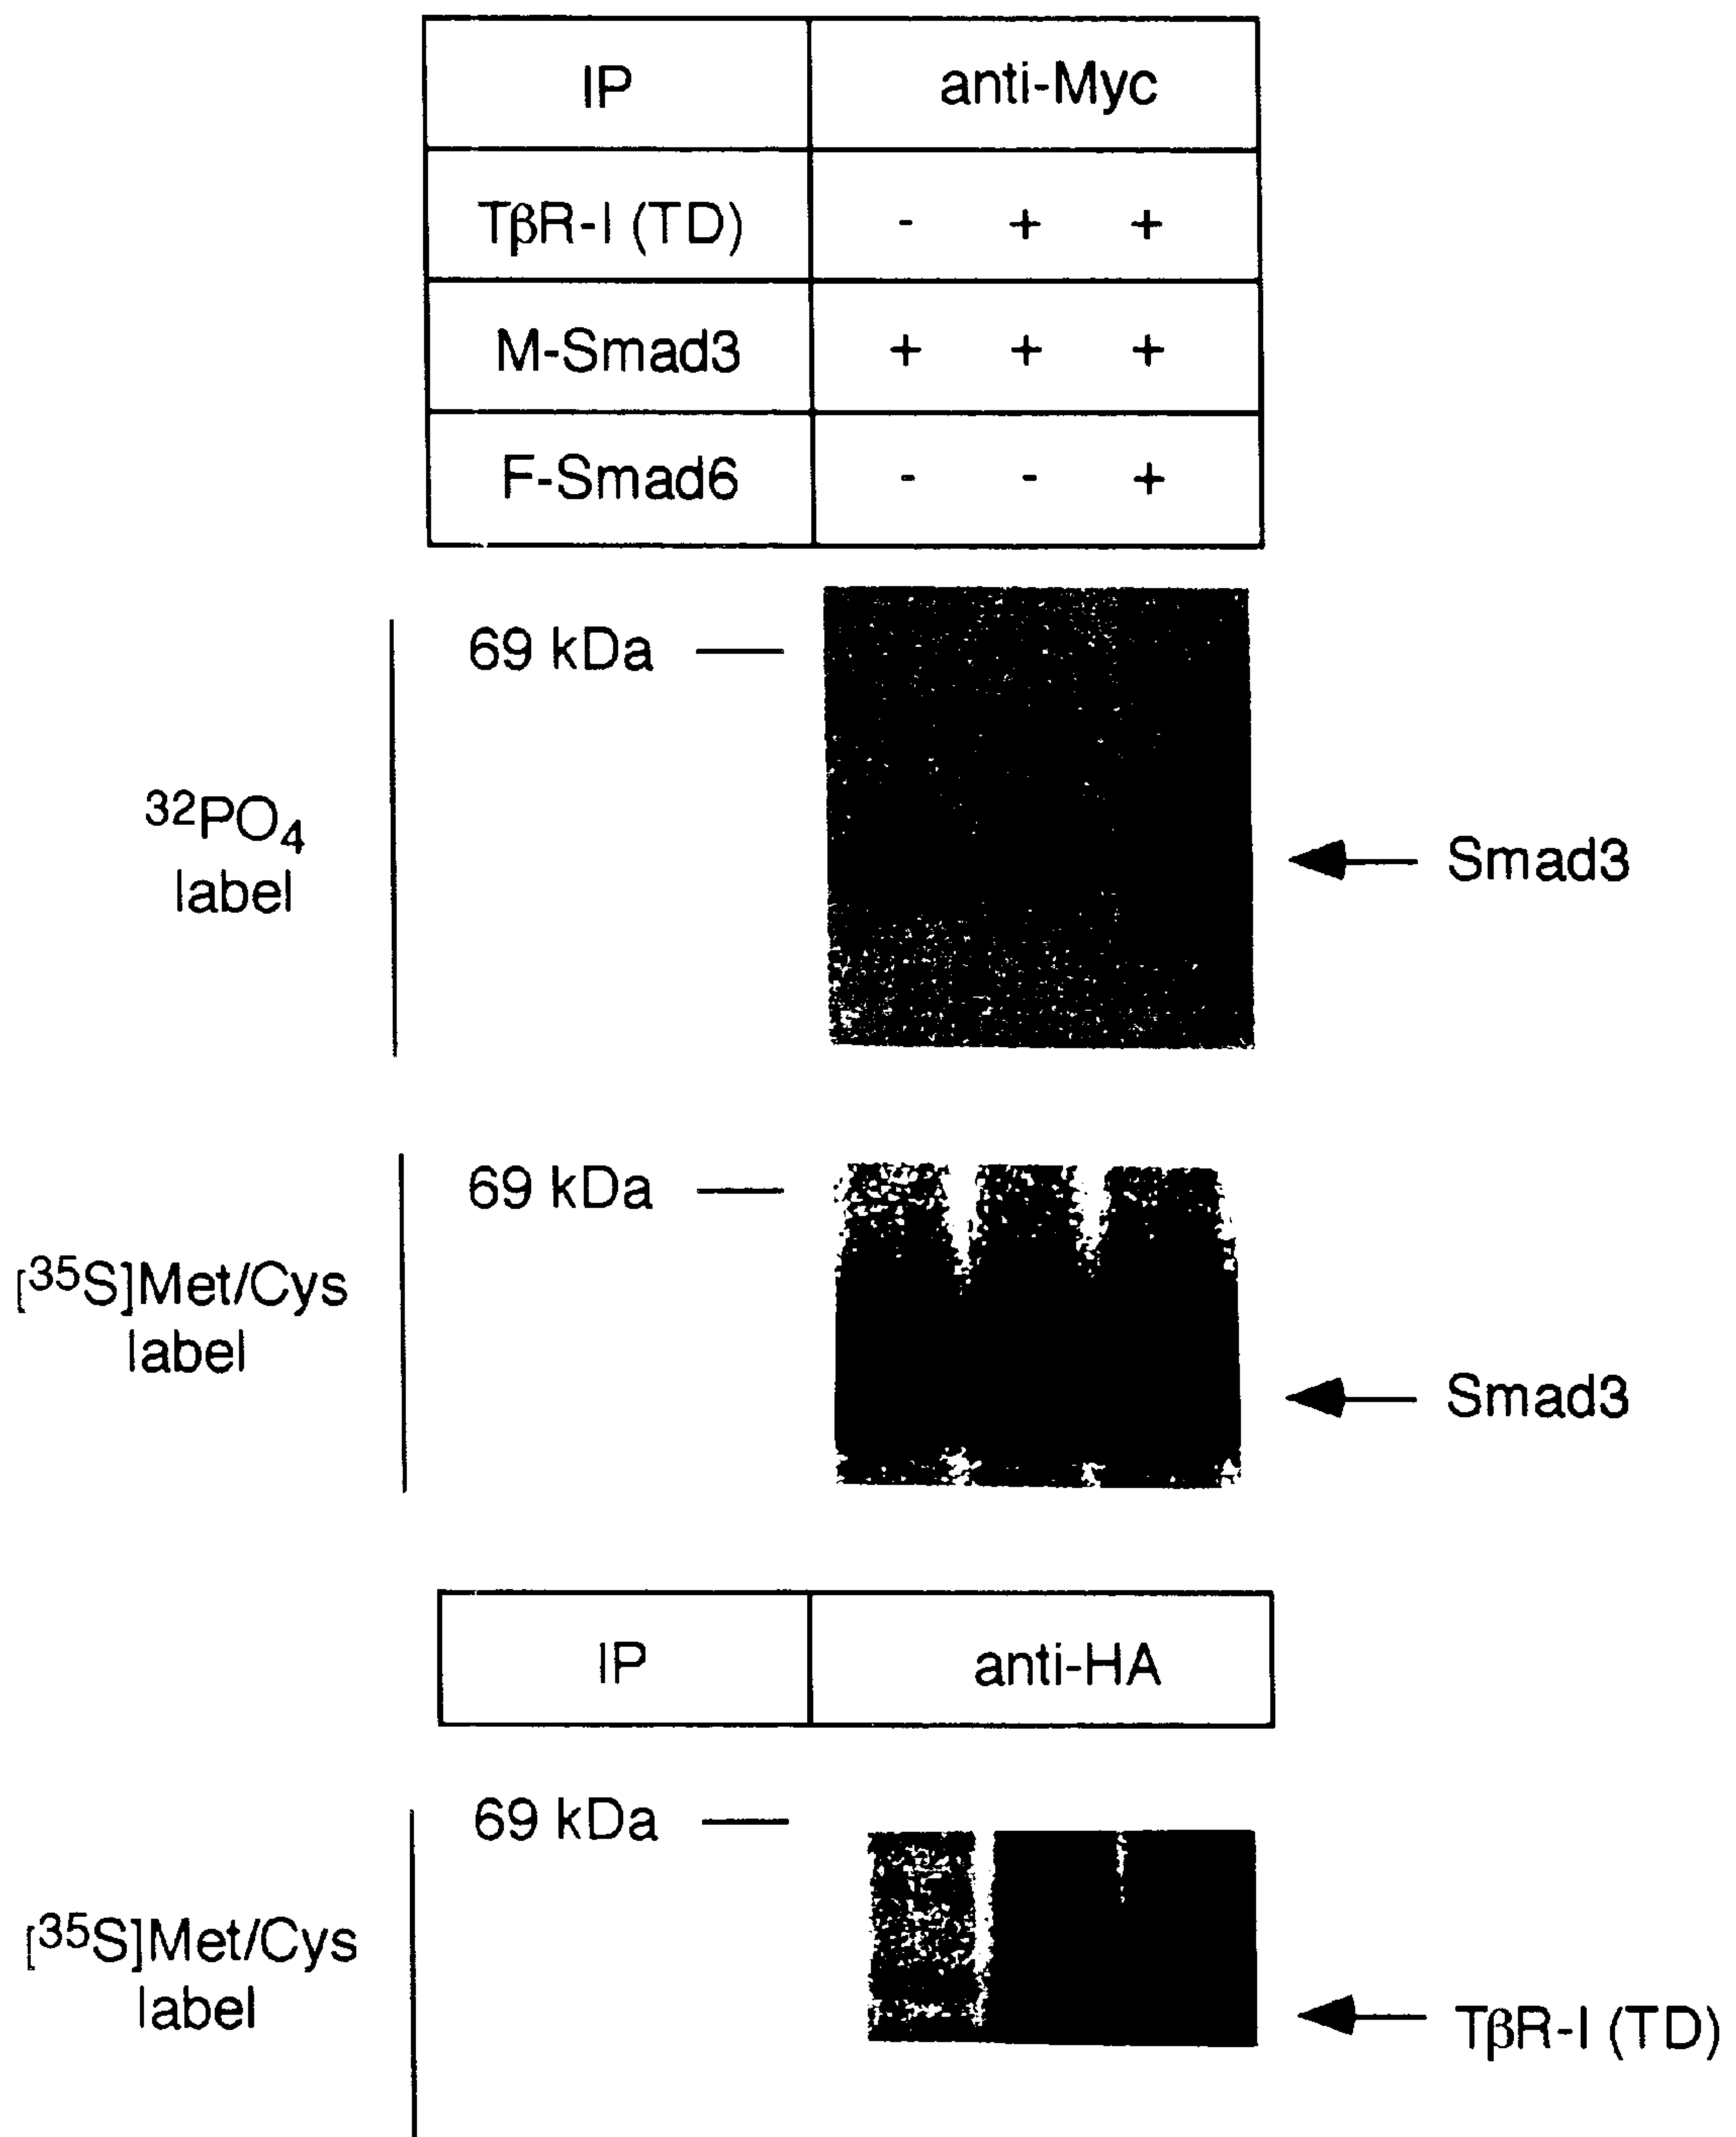 IP anti-Myc
TβR-I (TD) - + +
M-Smad3 + + +
F-Smad6 - - +
69 kDa
32PO4
label
Smad3
69 kDa
[35S]Met/Cys
label
Smad3
IP anti-HA
69 kDa
[35S]Met/Cys
label
TβR-I (TD)